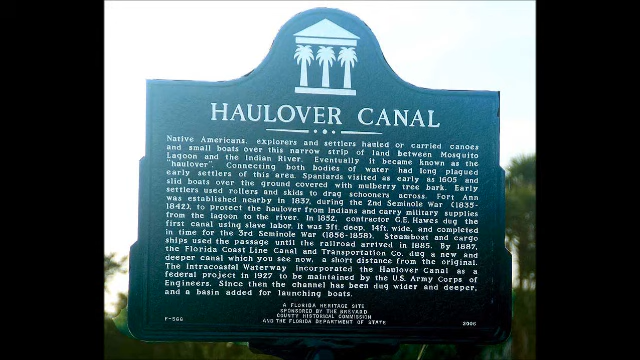 HAULOVER CANAL
Native Americans, explorers and settlers hauled or carried canoes
and small boats over this narrow strip of land between Mosquito
Lagoon and the Indian River. Eventually it became known as the
"haulover". Connecting both bodies of water had long plagued
early settlers of this area. Spaniards visited as early as 1605 and
slid boats over the ground covered with mulberry tree bark. Early
settlers used rollers and skids to drag schooners across. Fort Ann
was established nearby in 1837, during the 2nd Seminole War (1835-
1842), to protect the haulover from Indians and carry military supplies
from the lagoon to the river. In 1852, contractor G.E. Hawes dug the
first canal using slave labor. It was 3ft. deep, 14ft. wide, and completed
in time for the 3rd Seminole War (1856-1858). Steamboat and cargo
ships used the passage until the railroad arrived in 1885. By 1887,
the Florida Coast Line Canal and Transportation Co. dug a new and
deeper canal which you see now, a short distance from the original.
The Intracoastal Waterway incorporated the Haulover Canal as a
federal project in 1927 to be maintained by the U.S. Army Corps of
Engineers. Since then the channel has been dug wider and deeper,
and a basin added for launching boats.
A FLORIDA HERITAGE SITE
SPONSORED BY THE BREVARD
COUNTY HISTORICAL COMMISSION
AND THE FLORIDA DEPARTMENT OF STATE
F-566 2005